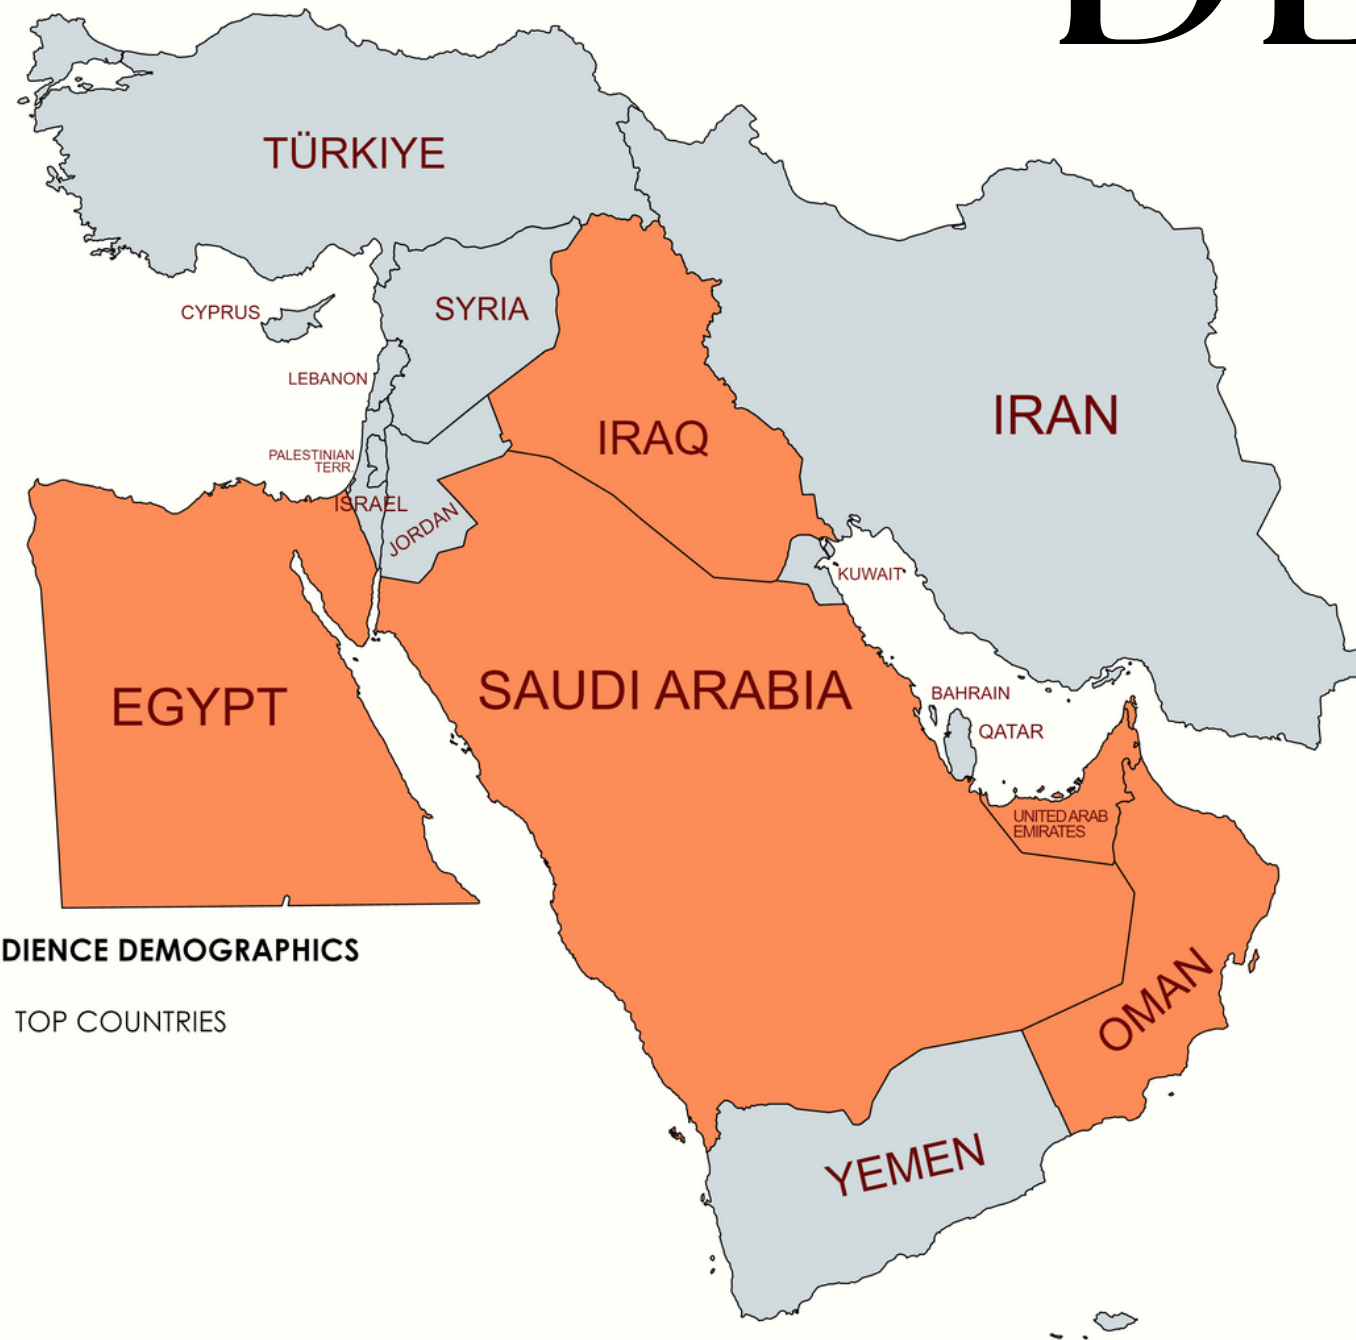 DE
TÜRKIYE
CYPRUS
SYRIA
LEBANON
IRAN
IRAQ
PALESTINIAN
TERR.
ISRAEL
JORDAN
KUWAIT
EGYPT
SAUDI ARABIA
BAHRAIN
QATAR
UNITED ARAB
EMIRATES
DIENCE DEMOGRAPHICS
OMAN
TOP COUNTRIES
YEMEN